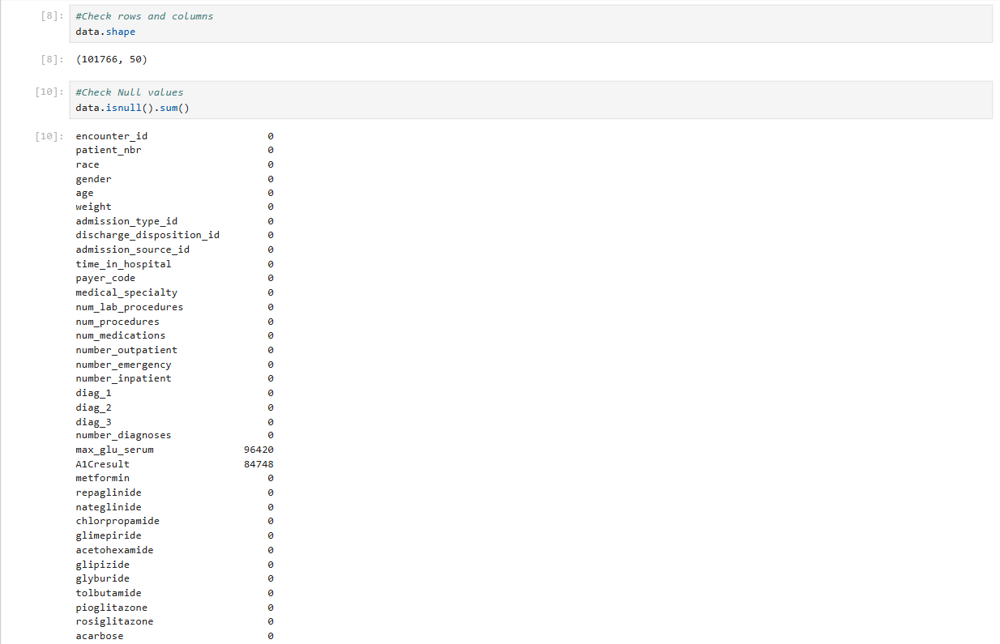 [8]: #Check rows and columns
data.shape
[8]: (101766, 50)
[10]: #Check Null values
data.isnull().sum()
[10]: encounter_id 0
patient_nbr 0
race 0
gender 0
age 0
weight 0
admission_type_id 0
discharge_disposition_id 0
admission_source_id 0
time_in_hospital 0
payer_code 0
medical_specialty 0
num_lab_procedures 0
num_procedures 0
num_medications 0
number_outpatient 0
number_emergency 0
number_inpatient 0
diag_1 0
diag_2 0
diag_3 0
number_diagnoses 0
max_glu_serum 96420
A1Cresult 84748
metformin 0
repaglinide 0
nateglinide 0
chlorpropamide 0
glimepiride 0
acetohexamide 0
glipizide 0
glyburide 0
tolbutamide 0
pioglitazone 0
rosiglitazone 0
acarbose 0